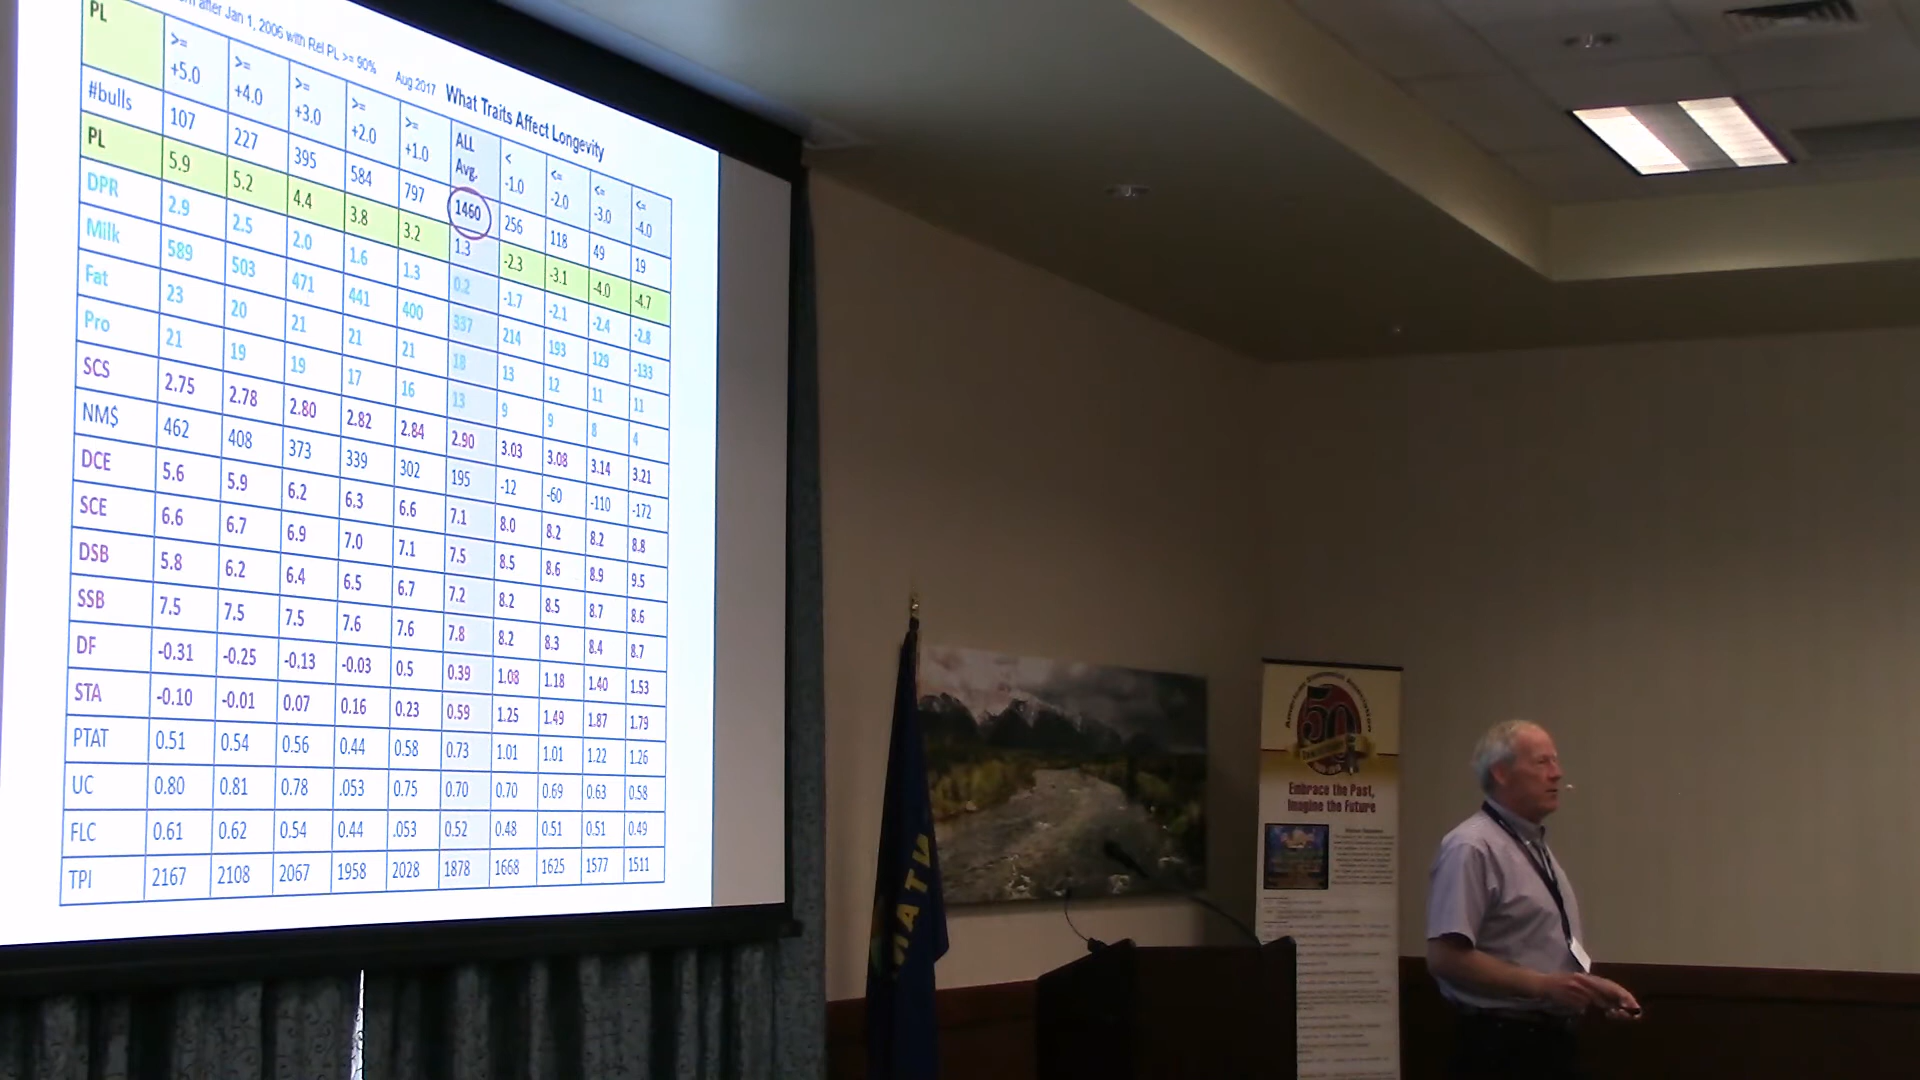 after Jan 1, 2006 with Rel PL >= 90% Aug 2017 What Traits Affect Longevity
PL >= +5.0 >= +4.0 >= +3.0 >= +2.0 >= +1.0 ALL Avg. < -1.0 <= -2.0 <= -3.0 <= -4.0
#bulls 107 227 395 584 797 1460 256 118 49 19
PL 5.9 5.2 4.4 3.8 3.2 1.3 -2.3 -3.1 -4.0 -4.7
DPR 2.9 2.5 2.0 1.6 1.3 0.2 -1.7 -2.1 -2.4 -2.8
Milk 589 503 471 441 400 337 214 193 129 -133
Fat 23 20 21 21 21 18 13 12 11 11
Pro 21 19 19 17 16 13 9 9 8 4
SCS 2.75 2.78 2.80 2.82 2.84 2.90 3.03 3.08 3.14 3.21
NM$ 462 408 373 339 302 195 -12 -60 -110 -172
DCE 5.6 5.9 6.2 6.3 6.6 7.1 8.0 8.2 8.2 8.8
SCE 6.6 6.7 6.9 7.0 7.1 7.5 8.5 8.6 8.9 9.5
DSB 5.8 6.2 6.4 6.5 6.7 7.2 8.2 8.5 8.7 8.6
SSB 7.5 7.5 7.5 7.6 7.6 7.8 8.2 8.3 8.4 8.7
DF -0.31 -0.25 -0.13 -0.03 0.5 0.39 1.08 1.18 1.40 1.53
STA -0.10 -0.01 0.07 0.16 0.23 0.59 1.25 1.49 1.87 1.79
PTAT 0.51 0.54 0.56 0.44 0.58 0.73 1.01 1.01 1.22 1.26
UC 0.80 0.81 0.78 .053 0.75 0.70 0.70 0.69 0.63 0.58
FLC 0.61 0.62 0.54 0.44 .053 0.52 0.48 0.51 0.51 0.49
TPI 2167 2108 2067 1958 2028 1878 1668 1625 1577 1511
50
Embrace the Past,
Imagine the Future